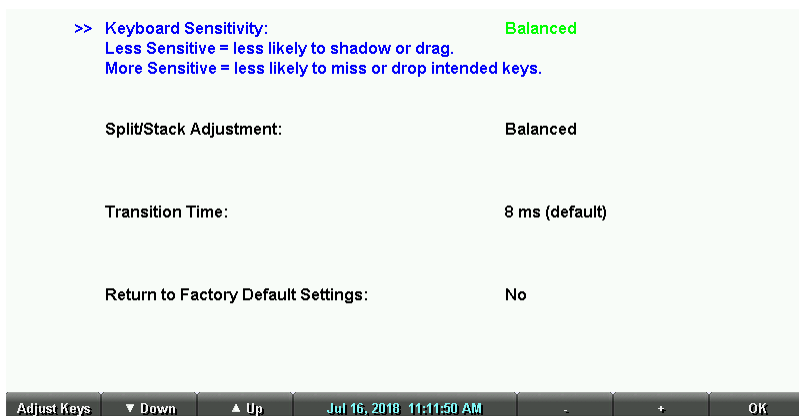 >> Keyboard Sensitivity: Balanced
Less Sensitive = less likely to shadow or drag.
More Sensitive = less likely to miss or drop intended keys.
Split/Stack Adjustment: Balanced
Transition Time: 8 ms (default)
Return to Factory Default Settings: No
Adjust Keys ▼ Down ▲ Up Jul 16, 2018 11:11:50 AM - + OK